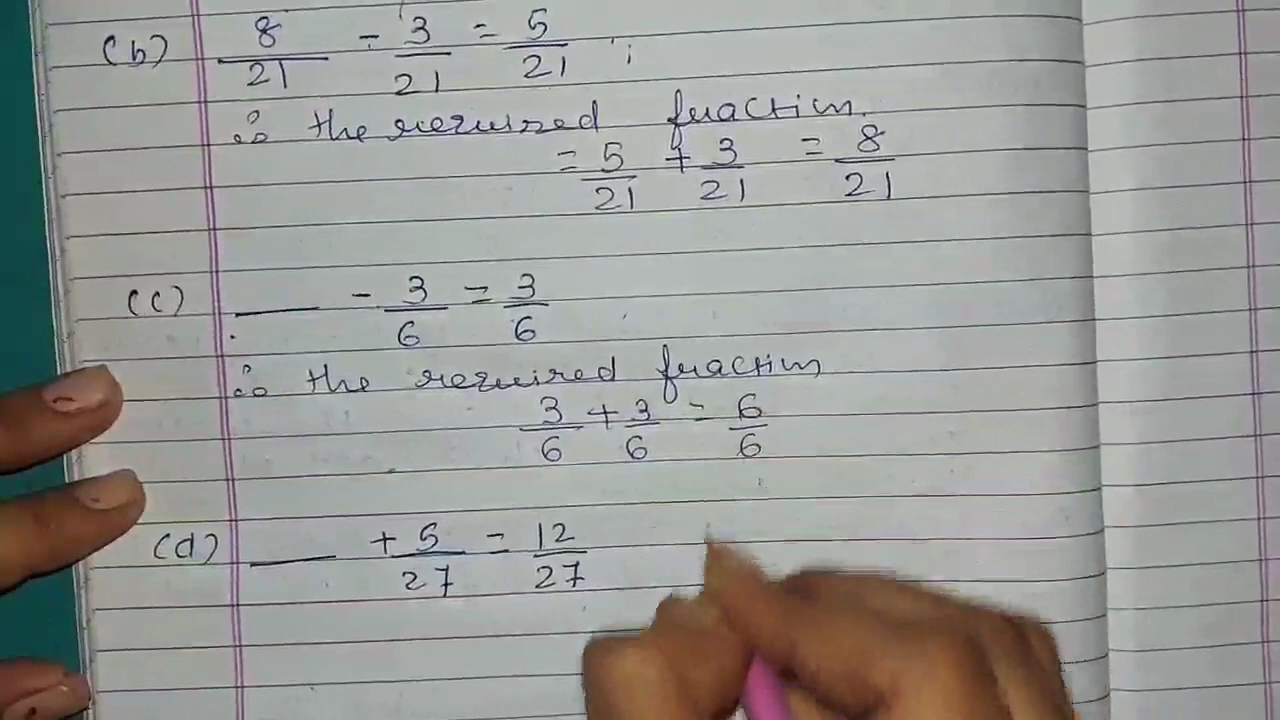 (b) 8/21 - 3/21 = 5/21 ;
∴ the required fraction
= 5/21 + 3/21 = 8/21
(c) ___ - 3/6 = 3/6
∴ the required fraction
3/6 + 3/6 = 6/6
(d) ___ + 5/27 = 12/27